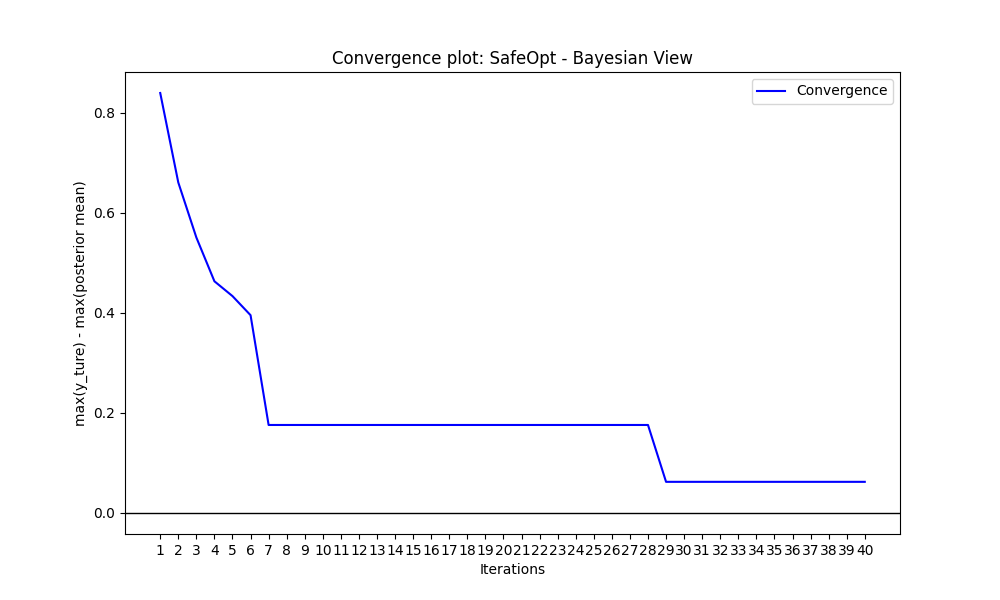 Convergence plot: SafeOpt - Bayesian View
Convergence
max(y_ture) - max(posterior mean)
0.8
0.6
0.4
0.2
0.0
1 2 3 4 5 6 7 8 9 10 11 12 13 14 15 16 17 18 19 20 21 22 23 24 25 26 27 28 29 30 31 32 33 34 35 36 37 38 39 40
Iterations